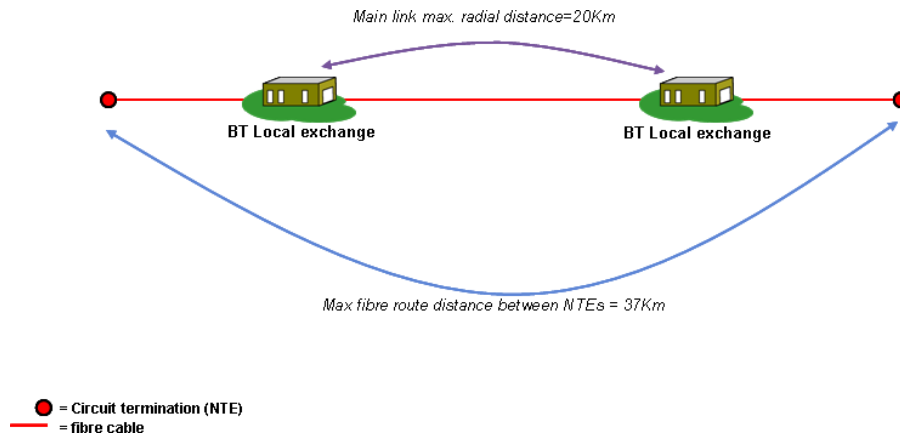 Main link max. radial distance=20Km
BT Local exchange
BT Local exchange
Max fibre route distance between NTEs = 37Km
= Circuit termination (NTE)
= fibre cable